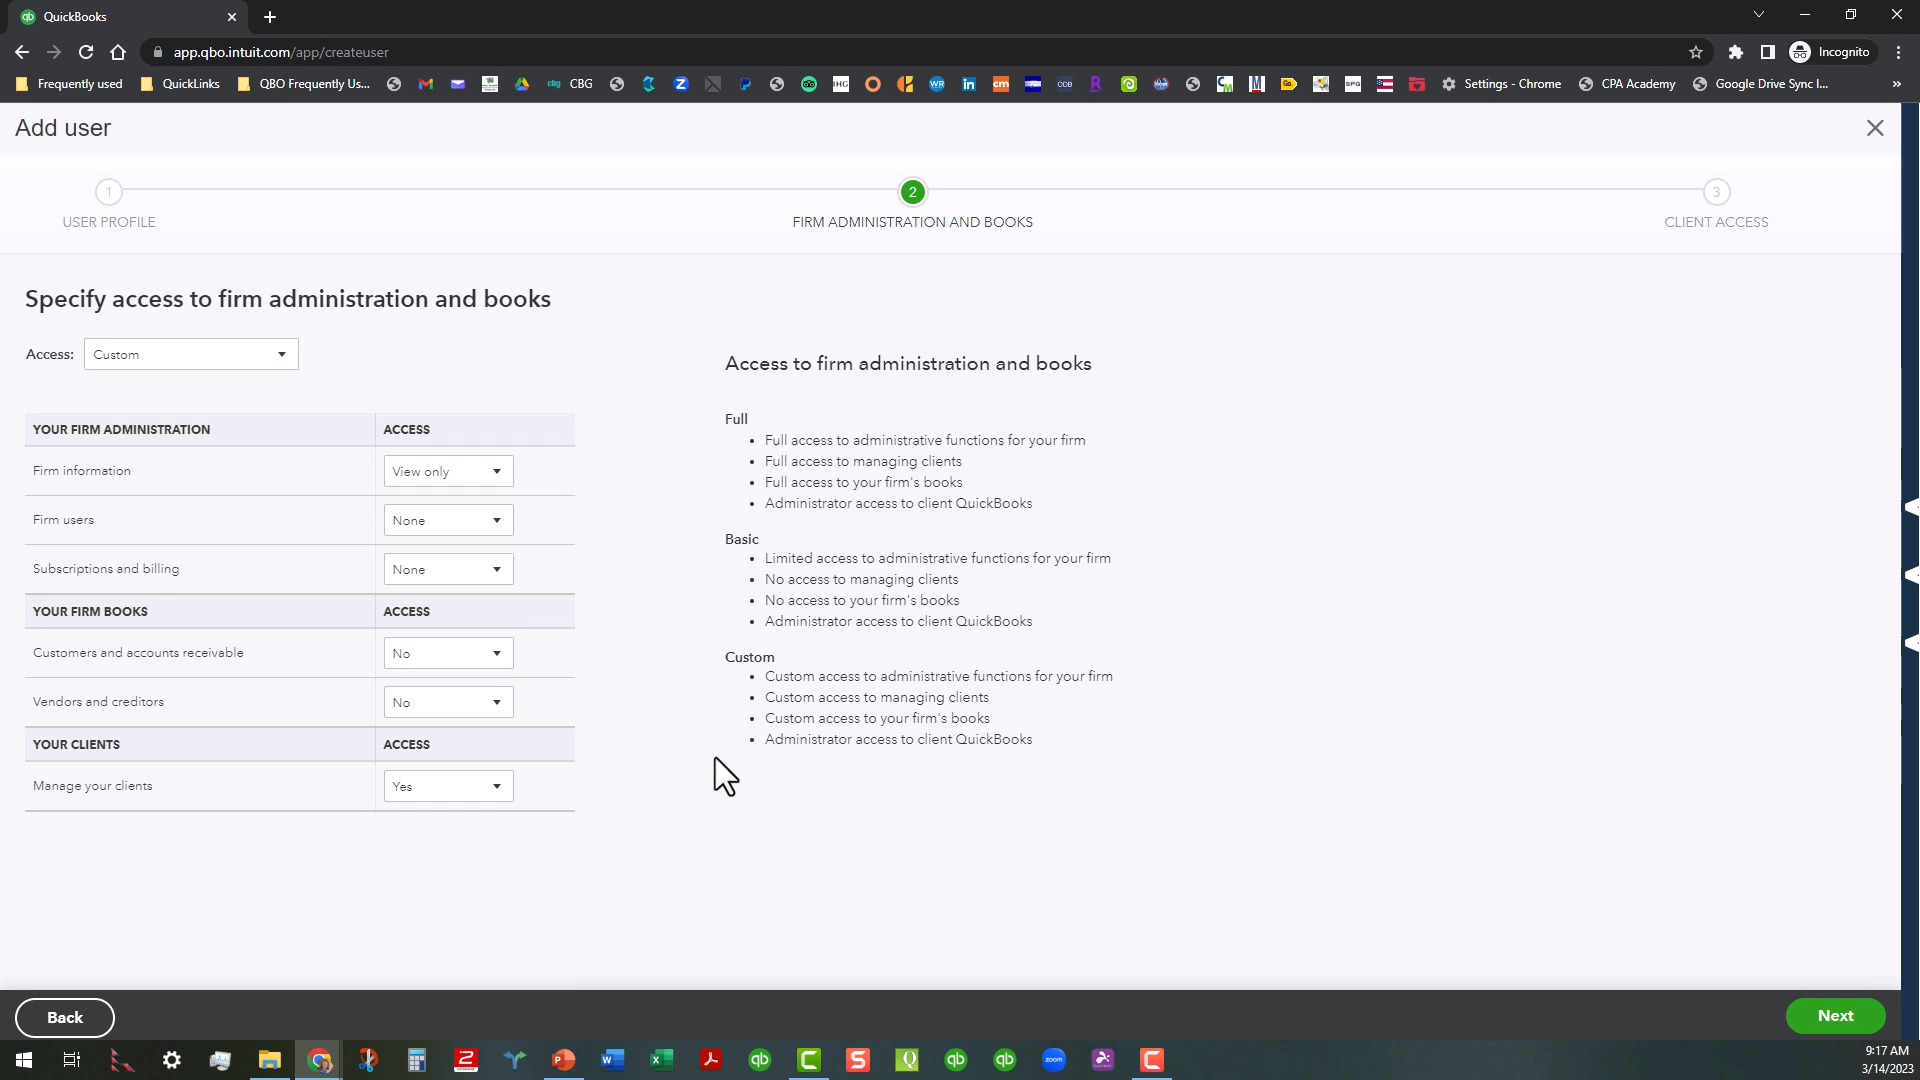 QuickBooks
app.qbo.intuit.com/app/createuser
Incognito
Frequently used
QuickLinks
QBO Frequently Us...
CBG
Settings - Chrome
CPA Academy
Google Drive Sync I...
Add user
1
2
3
USER PROFILE
FIRM ADMINISTRATION AND BOOKS
CLIENT ACCESS
Specify access to firm administration and books
Access: Custom
YOUR FIRM ADMINISTRATION ACCESS
Firm information View only
Firm users None
Subscriptions and billing None
YOUR FIRM BOOKS ACCESS
Customers and accounts receivable No
Vendors and creditors No
YOUR CLIENTS ACCESS
Manage your clients Yes
Access to firm administration and books
Full
• Full access to administrative functions for your firm
• Full access to managing clients
• Full access to your firm's books
• Administrator access to client QuickBooks
Basic
• Limited access to administrative functions for your firm
• No access to managing clients
• No access to your firm's books
• Administrator access to client QuickBooks
Custom
• Custom access to administrative functions for your firm
• Custom access to managing clients
• Custom access to your firm's books
• Administrator access to client QuickBooks
Back
Next
9:17 AM
3/14/2023